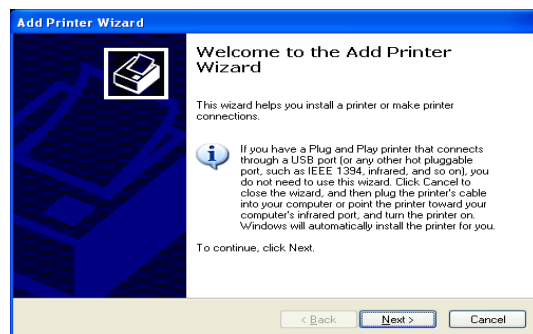 Add Printer Wizard
Welcome to the Add Printer
Wizard
This wizard helps you install a printer or make printer
connections.
If you have a Plug and Play printer that connects
through a USB port (or any other hot pluggable
port, such as IEEE 1394, infrared, and so on), you
do not need to use this wizard. Click Cancel to
close the wizard, and then plug the printer's cable
into your computer or point the printer toward your
computer's infrared port, and turn the printer on.
Windows will automatically install the printer for you.
To continue, click Next.
< Back Next > Cancel